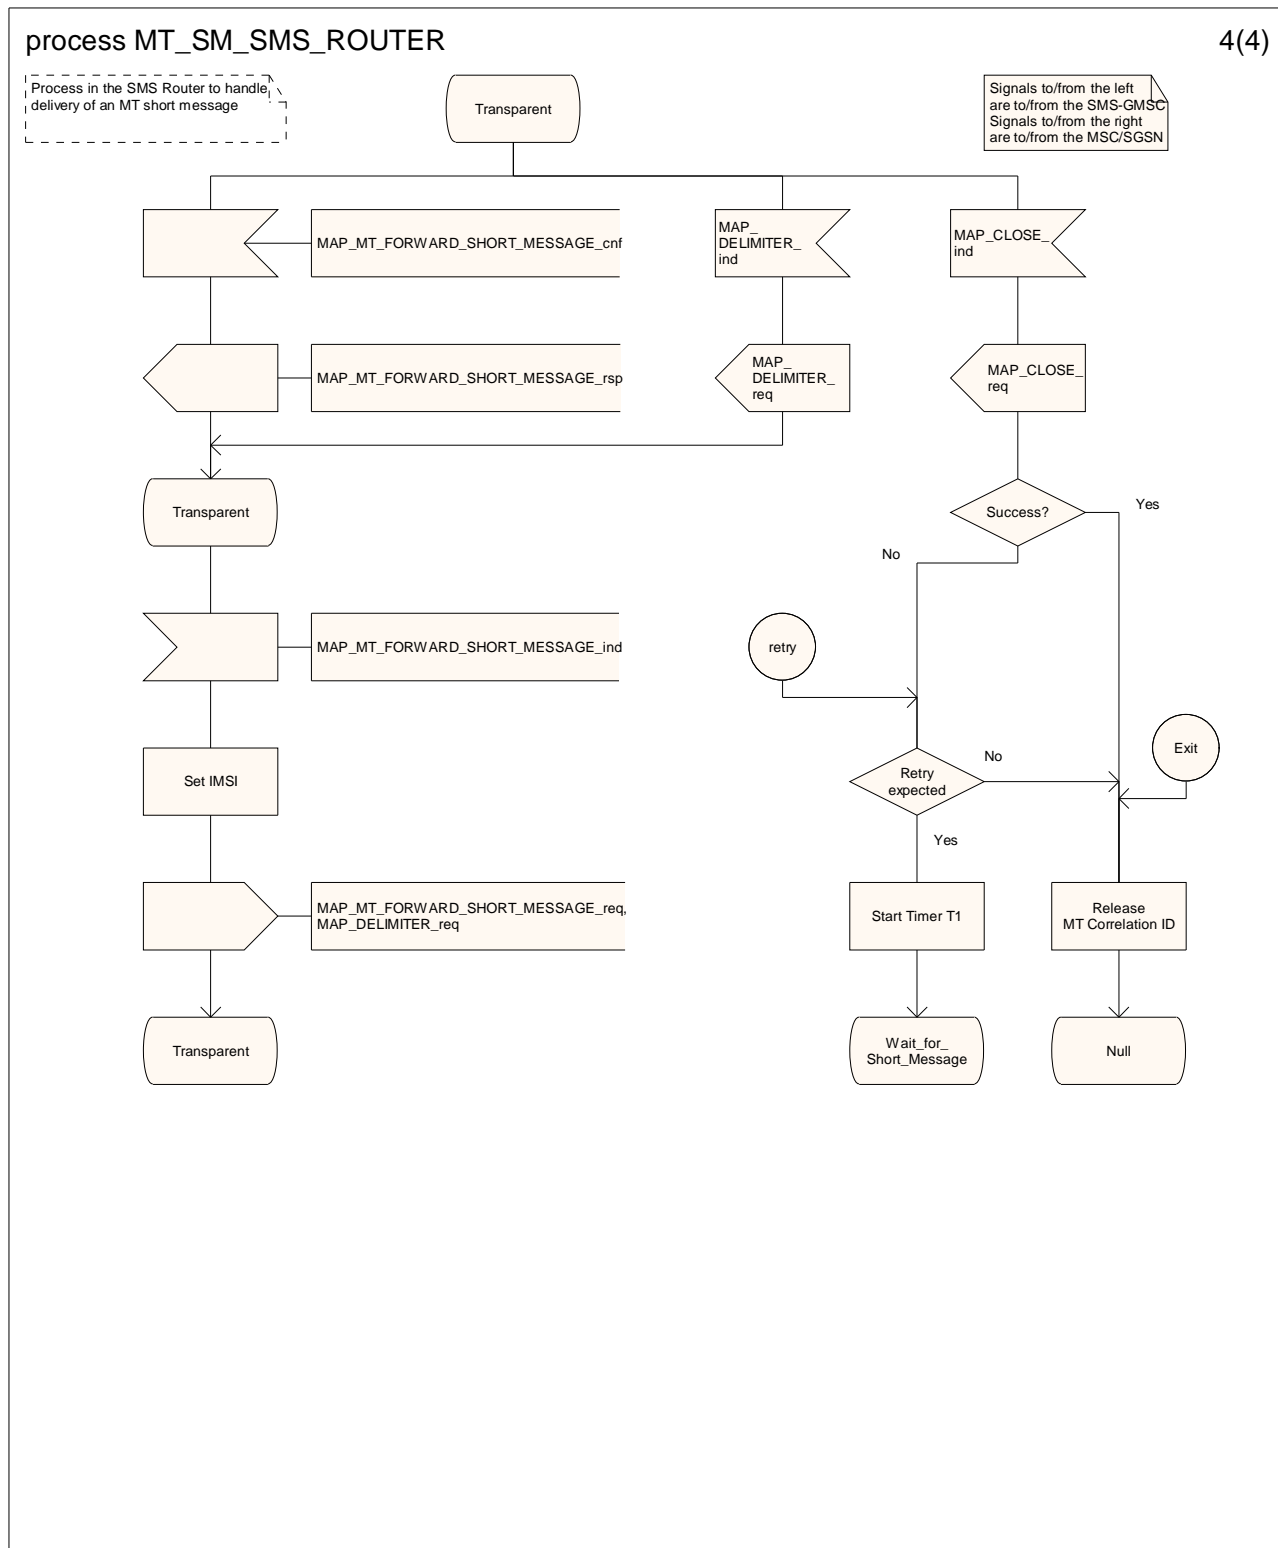 process MT_SM_SMS_ROUTER
4(4)
Process in the SMS Router to handle
delivery of an MT short message
Transparent
Signals to/from the left
are to/from the SMS-GMSC
Signals to/from the right
are to/from the MSC/SGSN
MAP_MT_FORWARD_SHORT_MESSAGE_cnf
MAP_
DELIMITER_
ind
MAP_CLOSE_
ind
MAP_MT_FORWARD_SHORT_MESSAGE_rsp
MAP_
DELIMITER_
req
MAP_CLOSE_
req
Transparent
Success?
Yes
No
MAP_MT_FORWARD_SHORT_MESSAGE_ind
retry
Exit
Set IMSI
Retry
expected
No
Yes
MAP_MT_FORWARD_SHORT_MESSAGE_req,
MAP_DELIMITER_req
Start Timer T1
Release
MT Correlation ID
Transparent
Wait_for_
Short_Message
Null